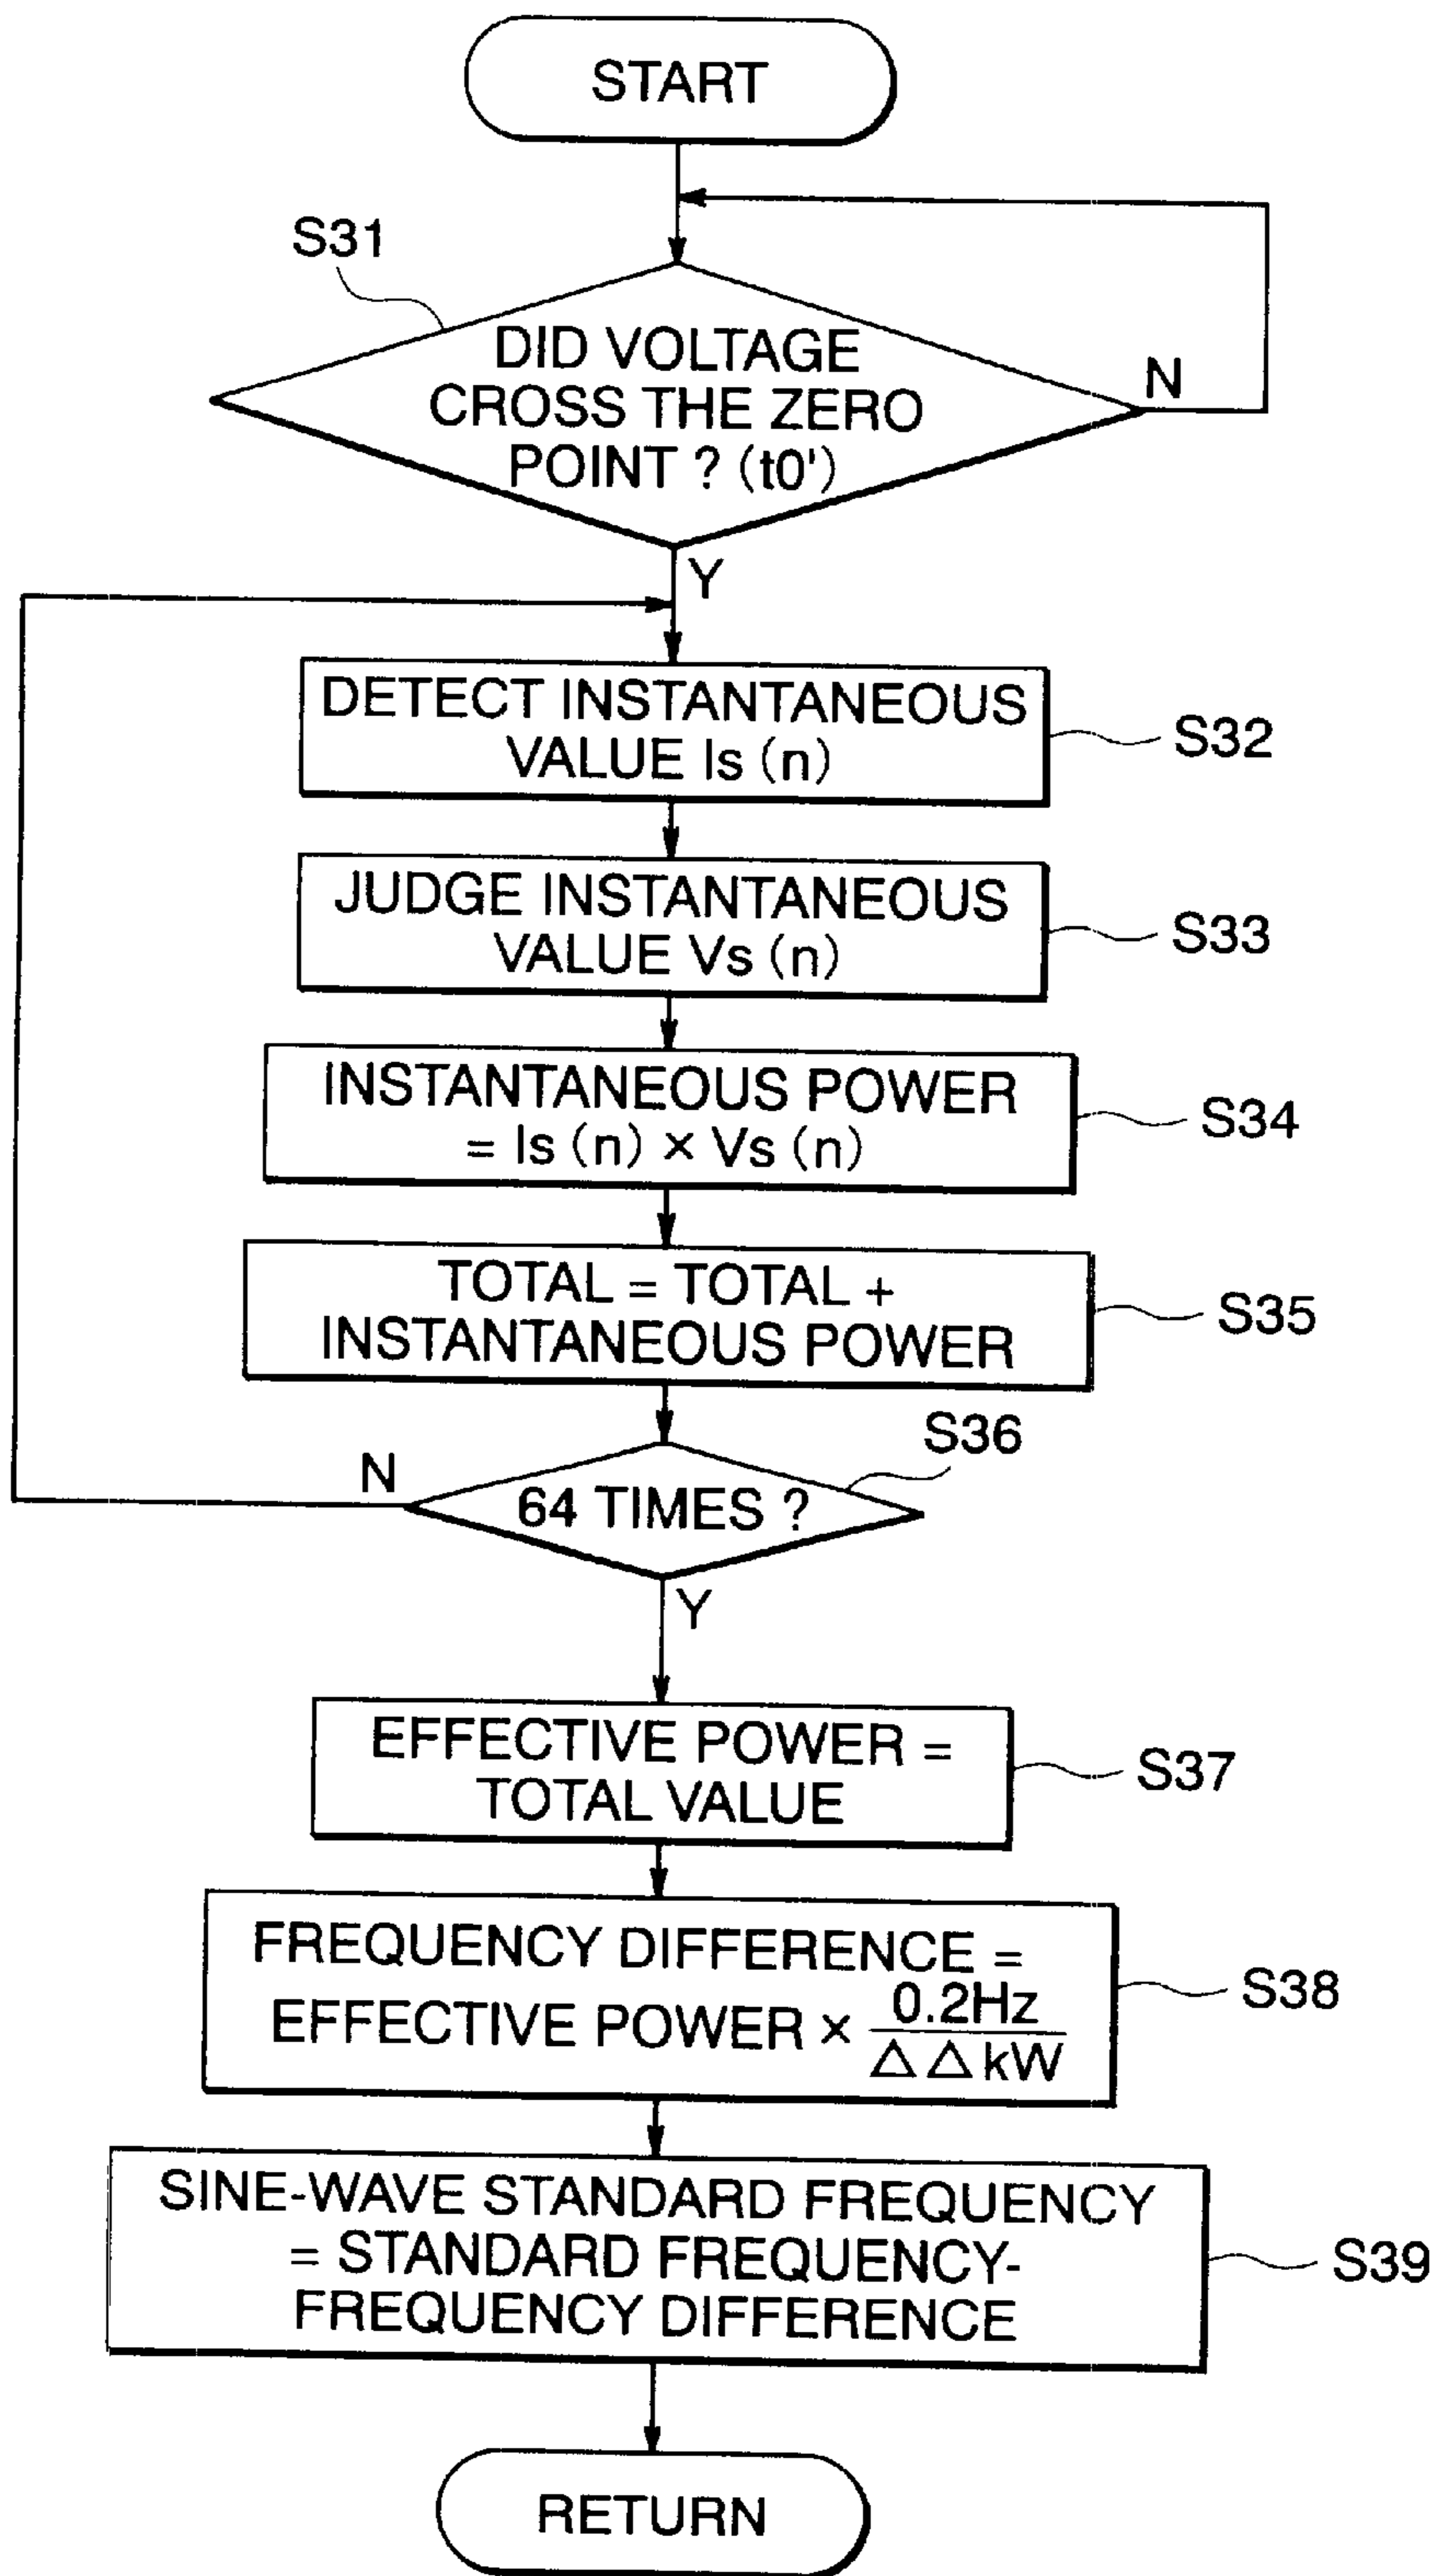 START
S31
DID VOLTAGE
CROSS THE ZERO
POINT ? (t0')
N
Y
DETECT INSTANTANEOUS
VALUE Is (n)
S32
JUDGE INSTANTANEOUS
VALUE Vs (n)
S33
INSTANTANEOUS POWER
= Is (n) × Vs (n)
S34
TOTAL = TOTAL +
INSTANTANEOUS POWER
S35
S36
N
64 TIMES ?
Y
EFFECTIVE POWER =
TOTAL VALUE
S37
FREQUENCY DIFFERENCE =
EFFECTIVE POWER × 0.2Hz
△ △ kW
S38
SINE-WAVE STANDARD FREQUENCY
= STANDARD FREQUENCY-
FREQUENCY DIFFERENCE
S39
RETURN